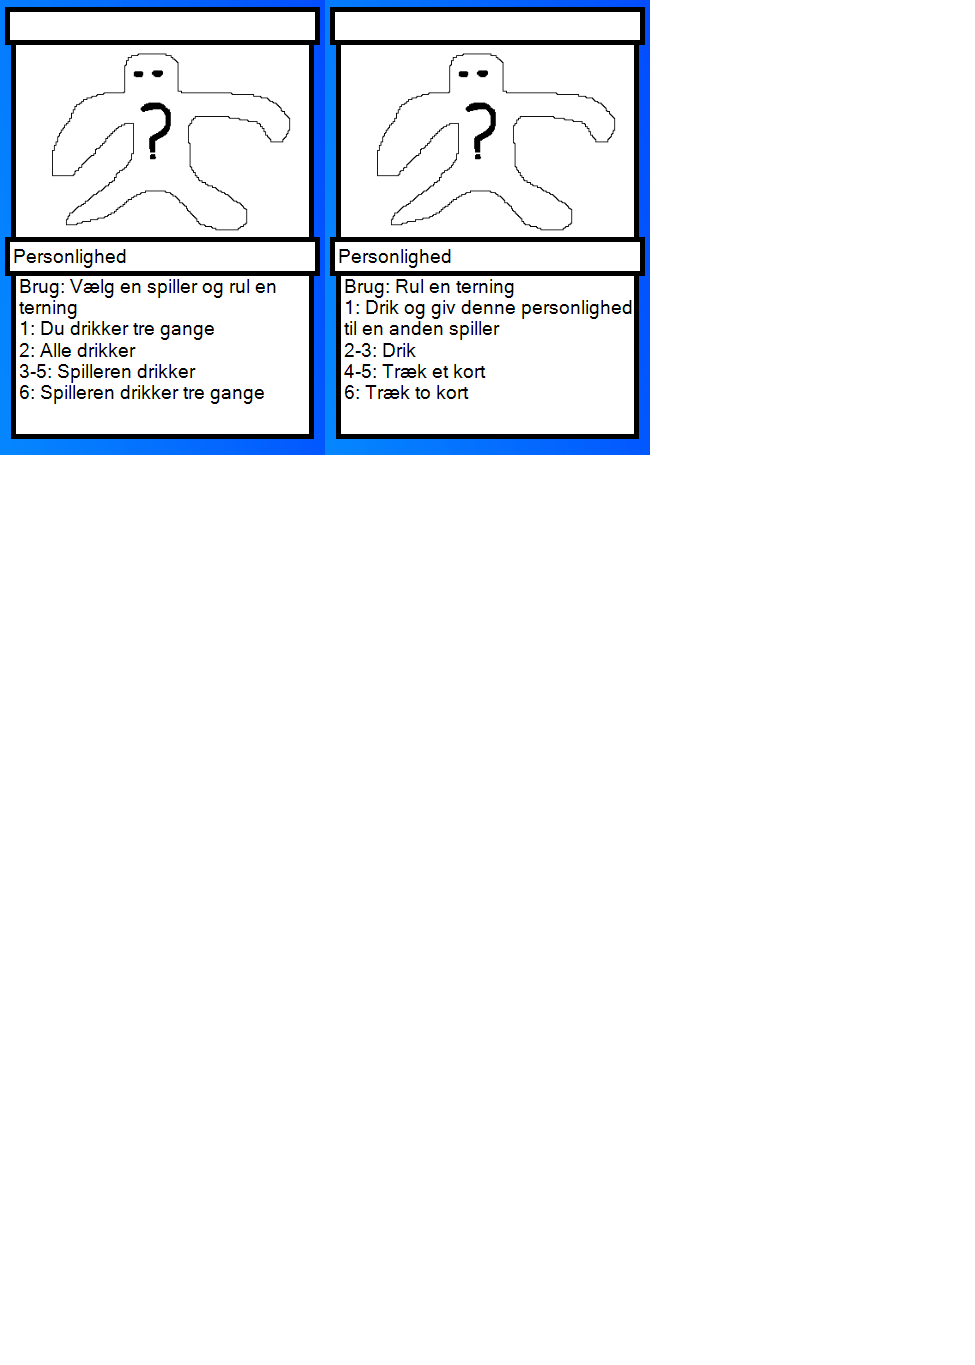 ?
Personlighed
Brug: Vælg en spiller og rul en
terning
1: Du drikker tre gange
2: Alle drikker
3-5: Spilleren drikker
6: Spilleren drikker tre gange
?
Personlighed
Brug: Rul en terning
1: Drik og giv denne personlighed
til en anden spiller
2-3: Drik
4-5: Træk et kort
6: Træk to kort